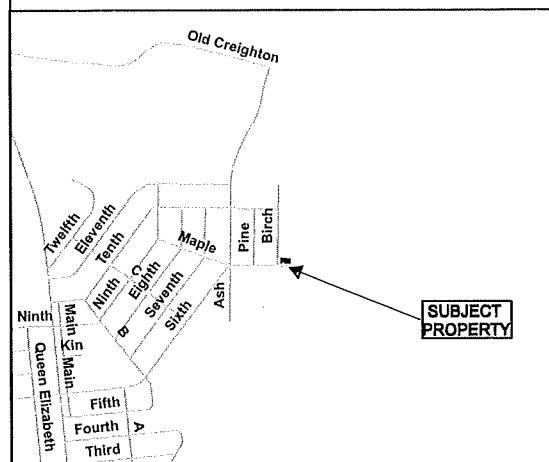 Old Creighton
Twelfth
Eleventh
Tenth
Maple
Pine
Birch
Ninth
C
Eighth
Seventh
Sixth
B
Ash
Ninth
Main
Kin
Main
Queen Elizabeth
Fifth
Fourth
A
Third
SUBJECT
PROPERTY